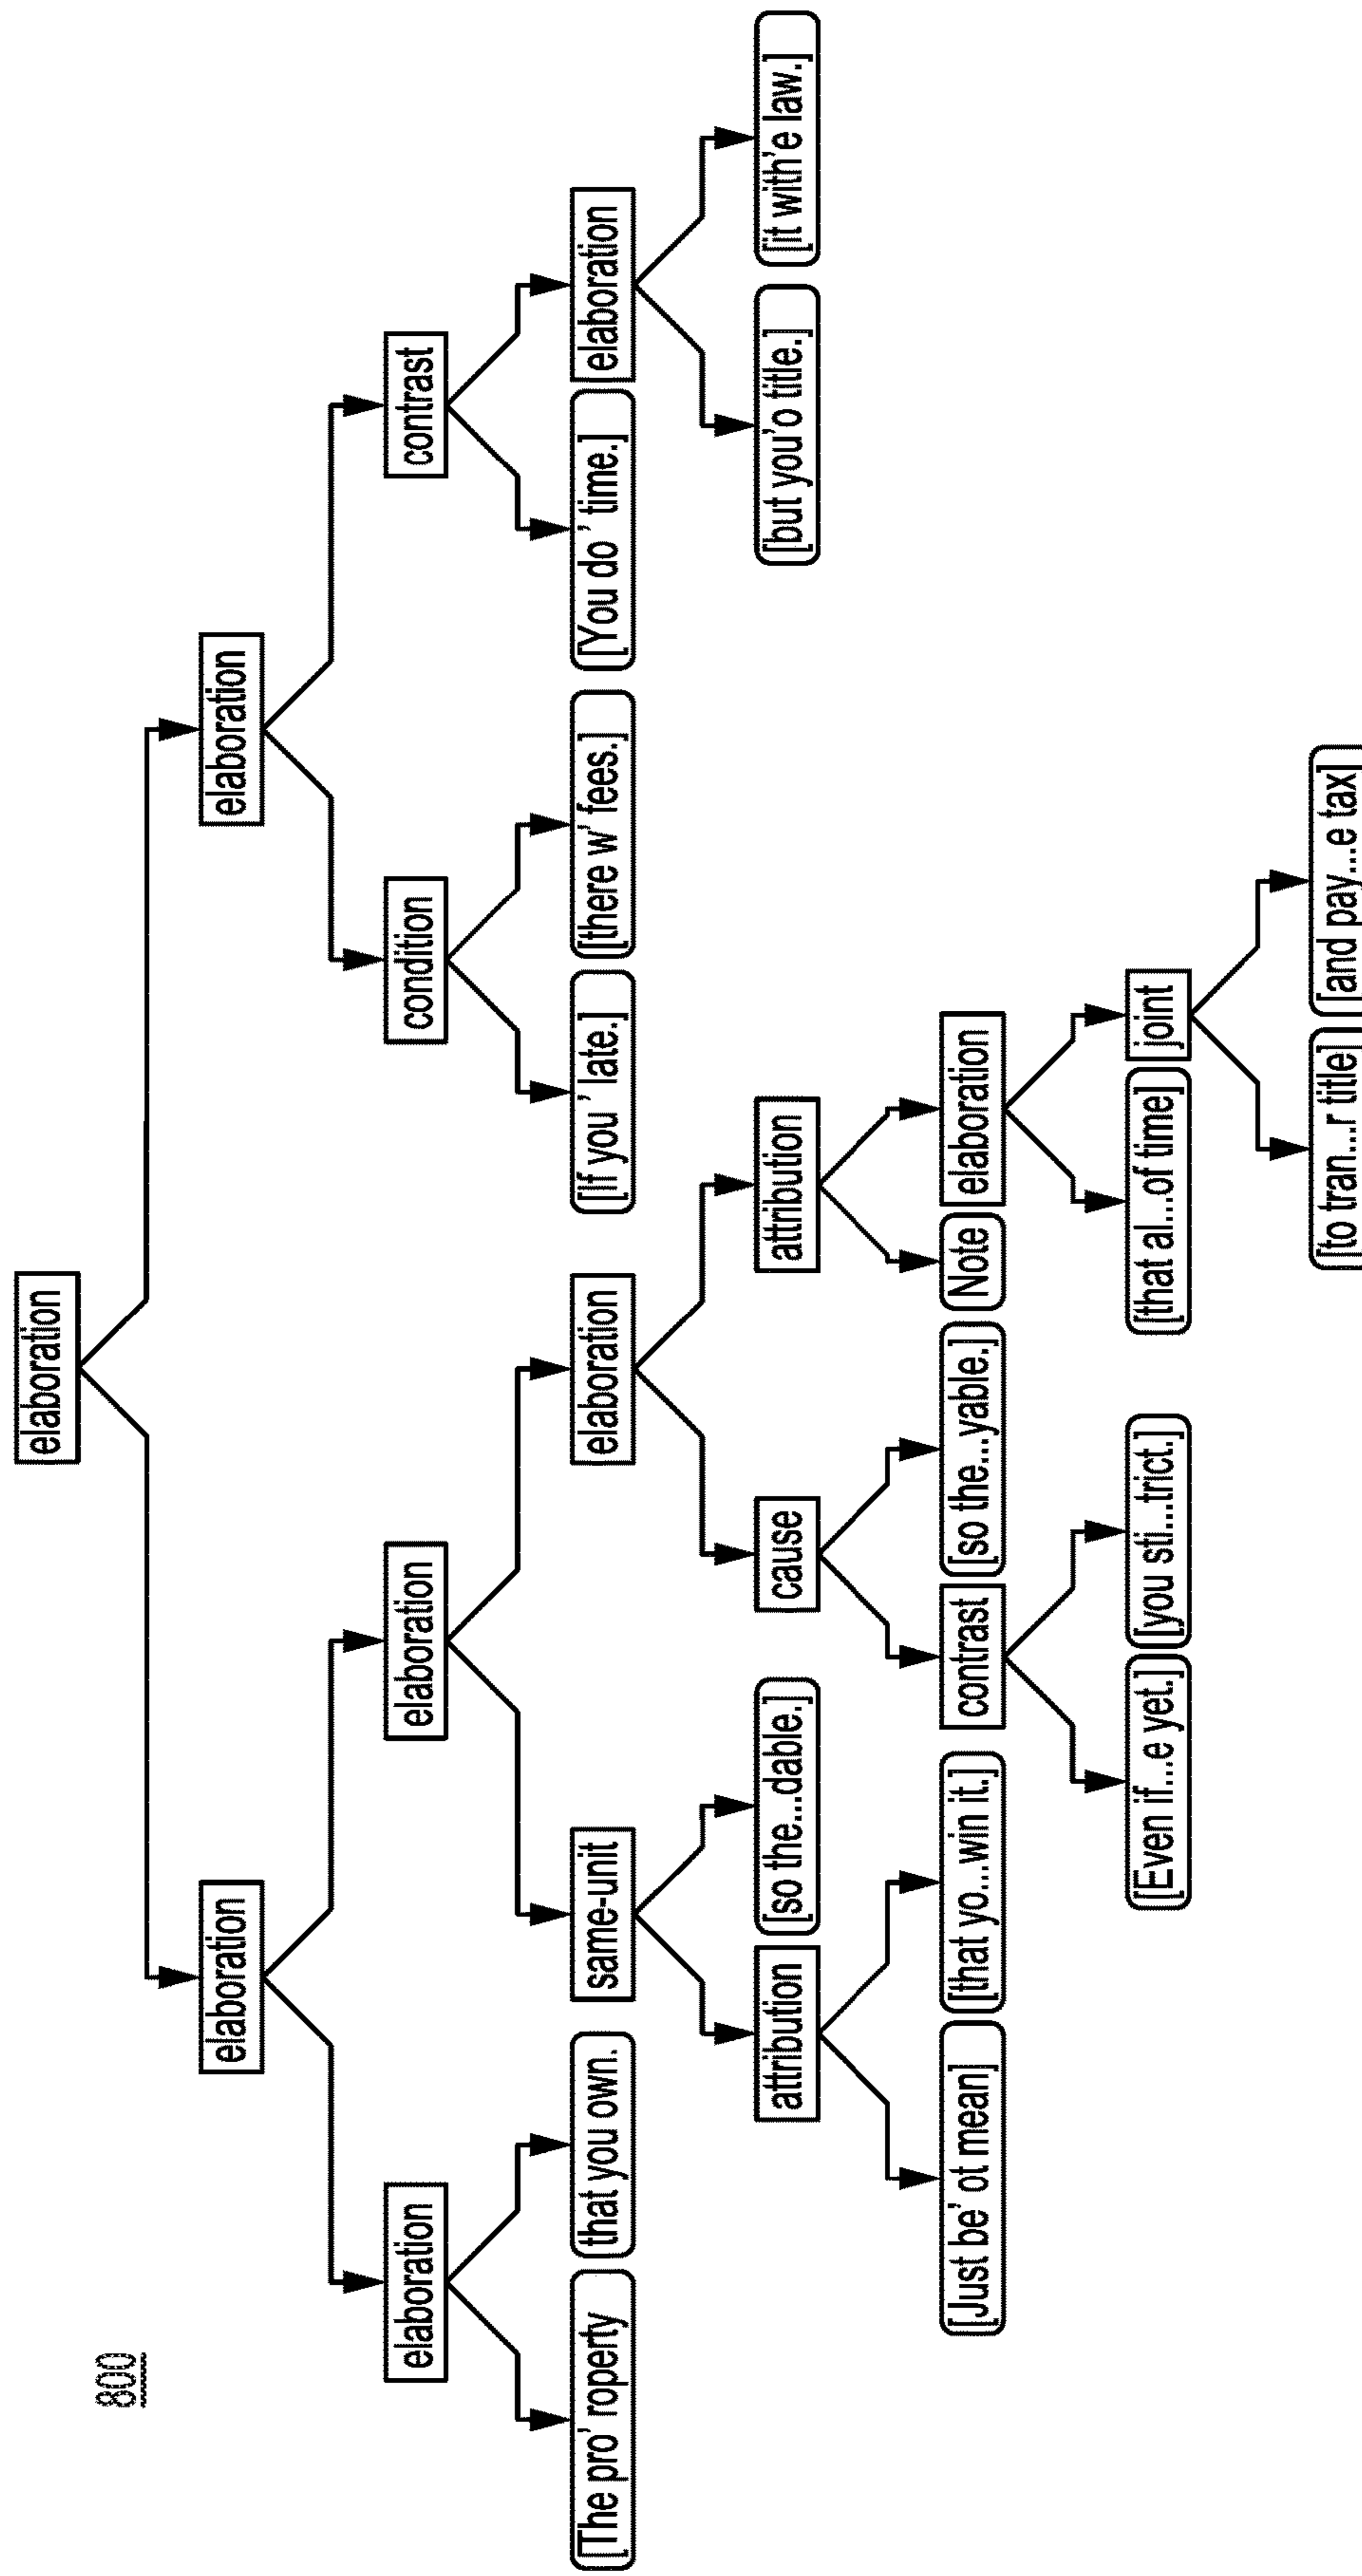 800
elaboration
elaboration
elaboration
elaboration
elaboration
condition
contrast
[The pro' roperty
that you own.
same-unit
elaboration
[If you ' late.]
[there w' fees.]
[You do ' time.]
elaboration
attribution
[so the...dable.]
cause
attribution
[but you'o title.]
[it with'e law.]
[Just be' ot mean]
[that yo...win it.]
contrast
[so the...yable.]
Note
elaboration
[Even if...e yet.]
[you sti...trict.]
[that al...of time]
joint
[to tran...r title]
[and pay...e tax]